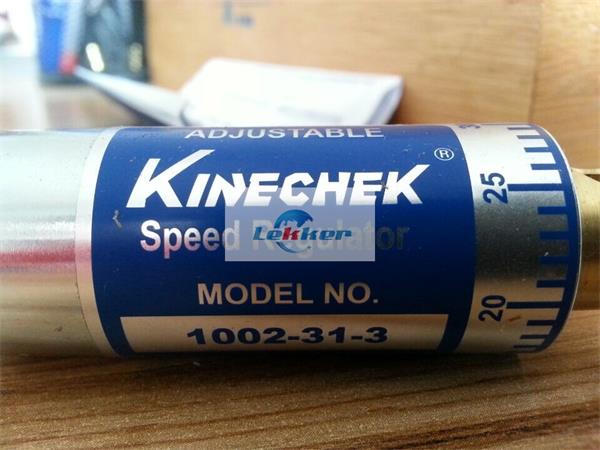 ADJUSTABLE
KINECHEK®
Speed Regulator
Lekker
MODEL NO.
1002-31-3
25
20